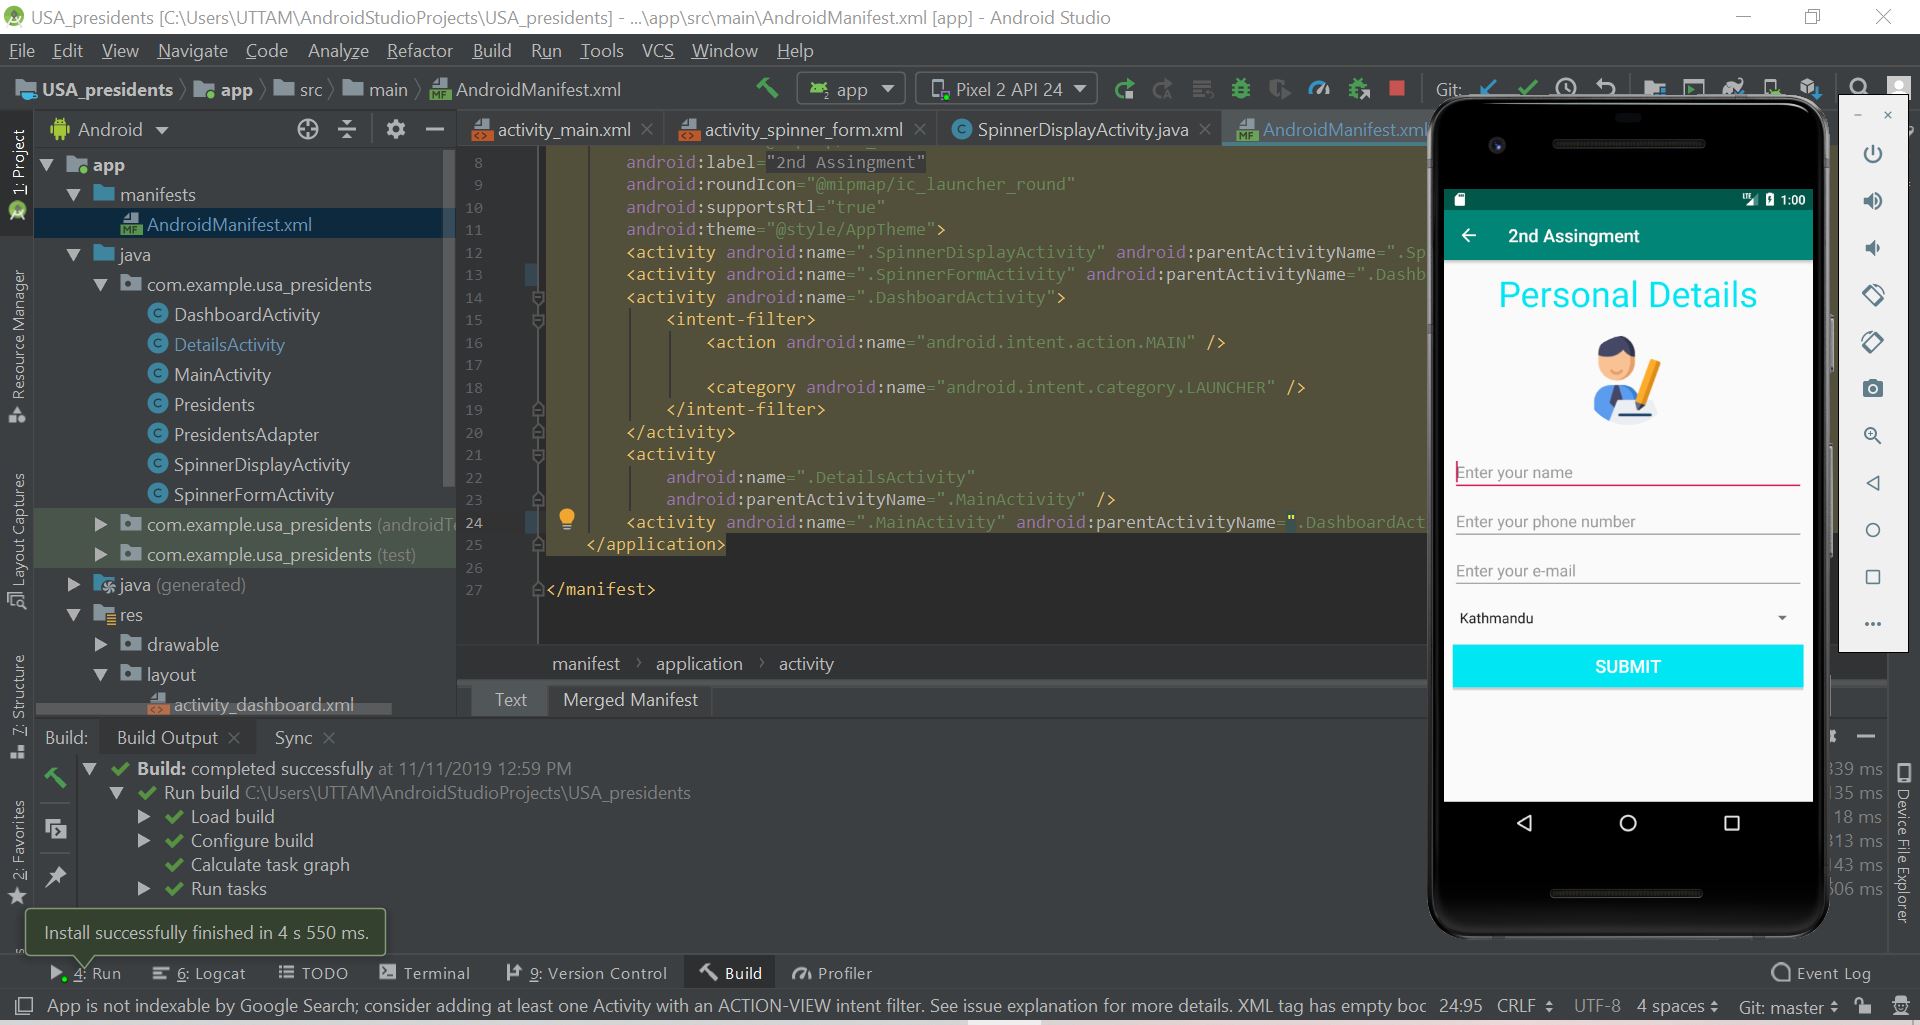 USA_presidents [C:\Users\UTTAM\AndroidStudioProjects\USA_presidents] - ...\app\src\main\AndroidManifest.xml [app] - Android Studio
File Edit View Navigate Code Analyze Refactor Build Run Tools VCS Window Help
USA_presidents app src main AndroidManifest.xml app Pixel 2 API 24 Git:
Android
activity_main.xml activity_spinner_form.xml SpinnerDisplayActivity.java AndroidManifest.xml
1: Project
Resource Manager
Layout Captures
7: Structure
2: Favorites
app
manifests
AndroidManifest.xml
java
com.example.usa_presidents
DashboardActivity
DetailsActivity
MainActivity
Presidents
PresidentsAdapter
SpinnerDisplayActivity
SpinnerFormActivity
com.example.usa_presidents (androidTe
com.example.usa_presidents (test)
java (generated)
res
drawable
layout
activity_dashboard.xml
8 android:label="2nd Assingment"
9 android:roundIcon="@mipmap/ic_launcher_round"
10 android:supportsRtl="true"
11 android:theme="@style/AppTheme">
12 <activity android:name=".SpinnerDisplayActivity" android:parentActivityName=".Sp
13 <activity android:name=".SpinnerFormActivity" android:parentActivityName=".Dashb
14 <activity android:name=".DashboardActivity">
15 <intent-filter>
16 <action android:name="android.intent.action.MAIN" />
17
18 <category android:name="android.intent.category.LAUNCHER" />
19 </intent-filter>
20 </activity>
21 <activity
22 android:name=".DetailsActivity"
23 android:parentActivityName=".MainActivity" />
24 <activity android:name=".MainActivity" android:parentActivityName=".DashboardAct
25 </application>
26
27 </manifest>
manifest application activity
Text Merged Manifest
LTE 1:00
2nd Assingment
Personal Details
Enter your name
Enter your phone number
Enter your e-mail
Kathmandu
SUBMIT
Build: Build Output Sync
Build: completed successfully at 11/11/2019 12:59 PM
Run build C:\Users\UTTAM\AndroidStudioProjects\USA_presidents
Load build
Configure build
Calculate task graph
Run tasks
339 ms
135 ms
18 ms
313 ms
143 ms
606 ms
Device File Explorer
Install successfully finished in 4 s 550 ms.
4: Run 6: Logcat TODO Terminal 9: Version Control Build Profiler Event Log
App is not indexable by Google Search; consider adding at least one Activity with an ACTION-VIEW intent filter. See issue explanation for more details. XML tag has empty boc 24:95 CRLF UTF-8 4 spaces Git: master